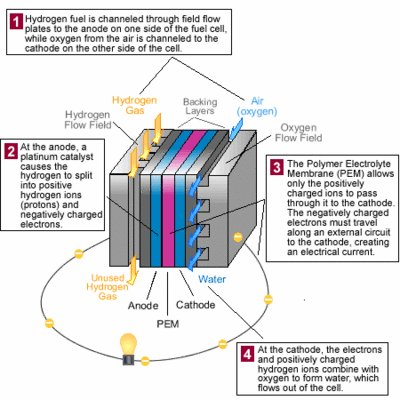 1 Hydrogen fuel is channeled through field flow
plates to the anode on one side of the fuel cell,
while oxygen from the air is channeled to the
cathode on the other side of the cell.
Hydrogen
Gas
Backing
Layers
Air
(oxygen)
Hydrogen
Flow Field
Oxygen
Flow Field
2 At the anode, a
platinum catalyst
causes the
hydrogen to split
into positive
hydrogen ions
(protons) and
negatively charged
electrons.
3 The Polymer Electrolyte
Membrane (PEM) allows
only the positively
charged ions to pass
through it to the cathode.
The negatively charged
electrons must travel
along an external circuit
to the cathode, creating
an electrical current.
Unused
Hydrogen
Gas
Water
Anode
Cathode
PEM
4 At the cathode, the electrons
and positively charged
hydrogen ions combine with
oxygen to form water, which
flows out of the cell.